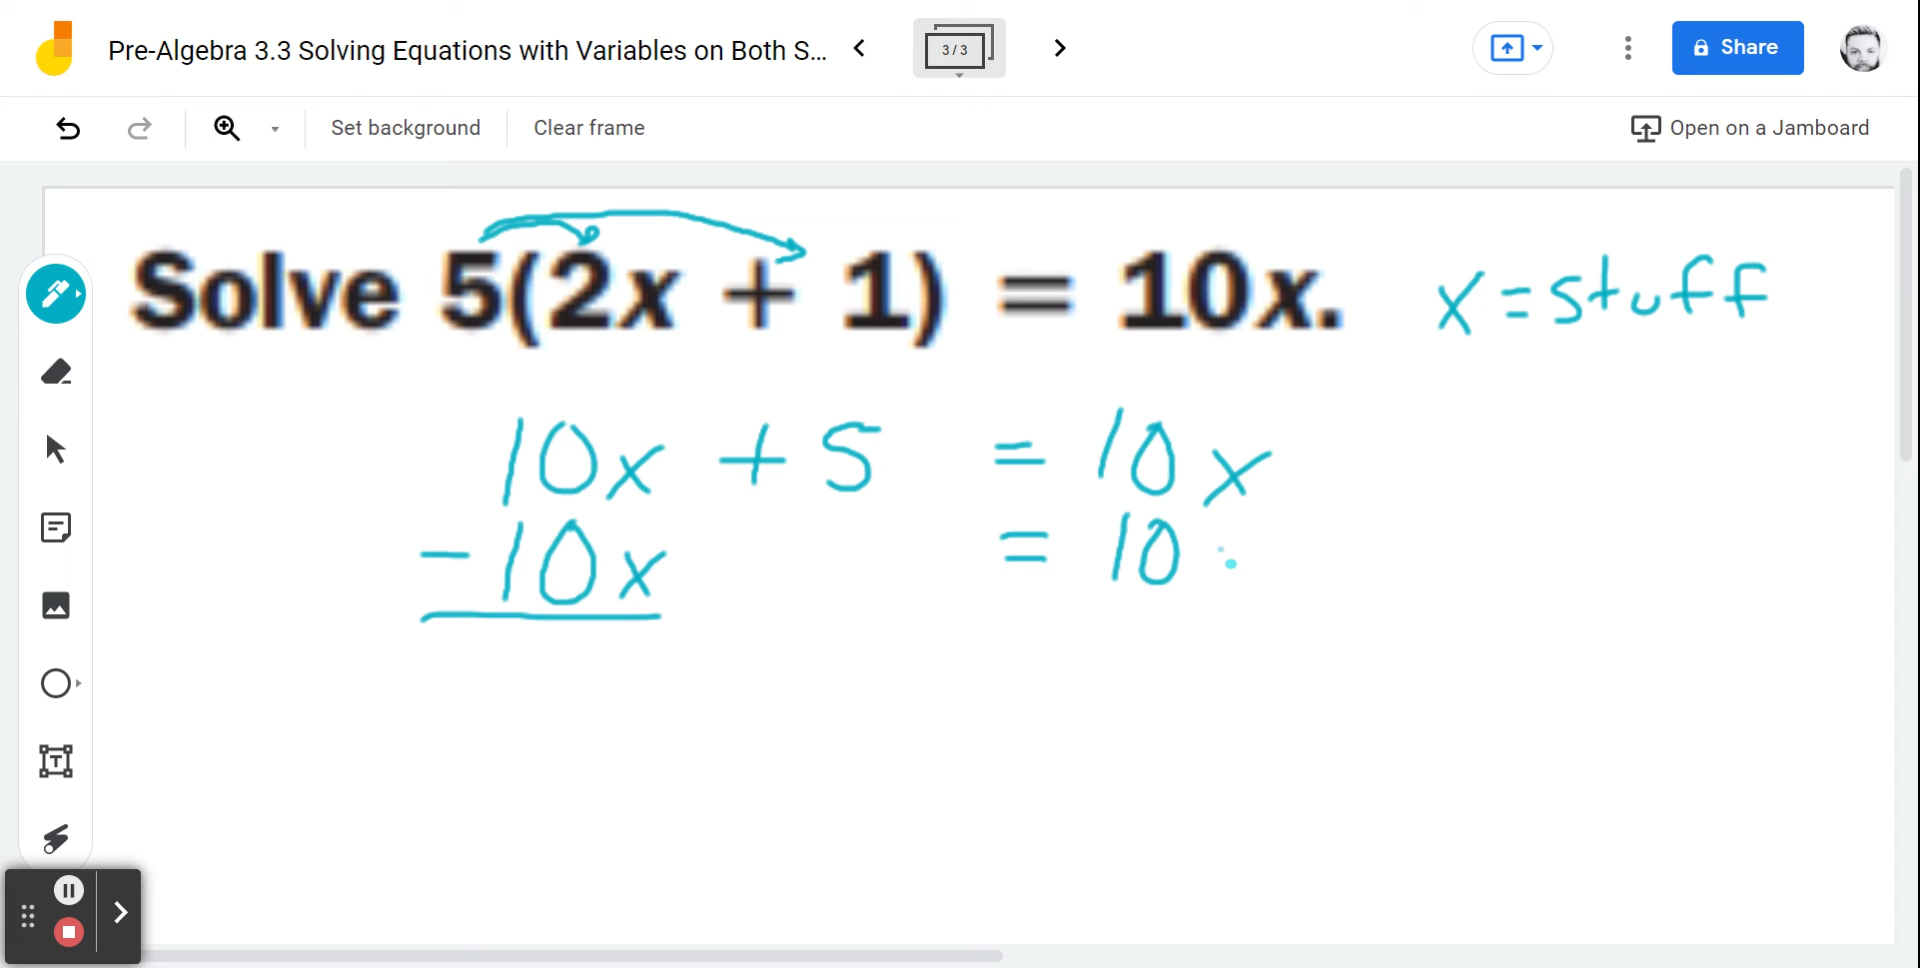 Pre-Algebra 3.3 Solving Equations with Variables on Both S...
3 / 3
Share
Set background
Clear frame
Open on a Jamboard
Solve 5(2x + 1) = 10x.
x = stuff
10x + 5 = 10x
- 10x = 10
T